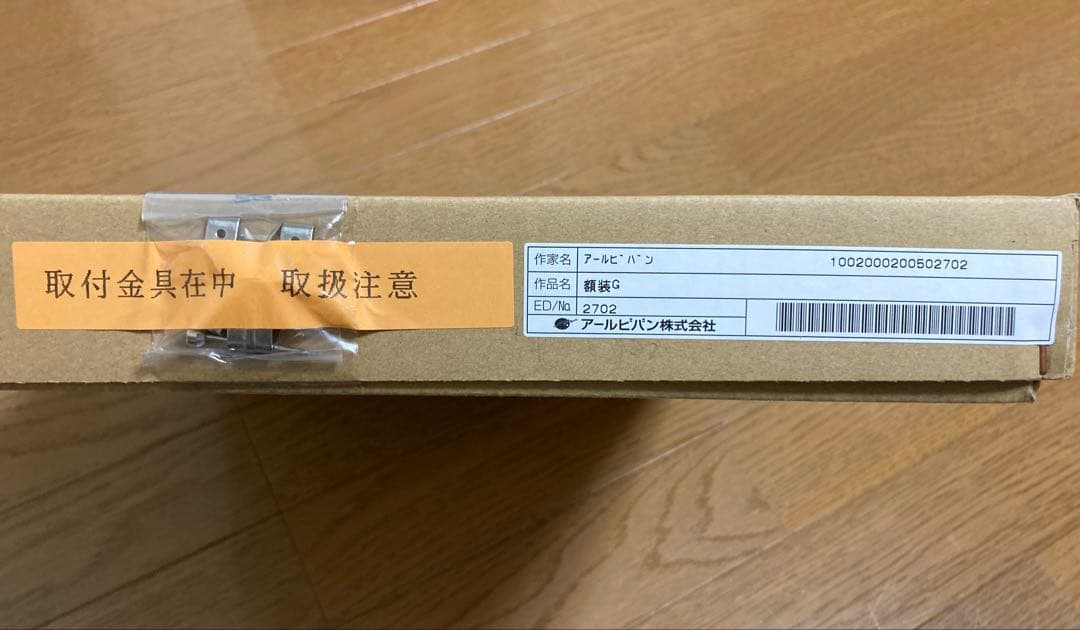 取付金具在中 取扱注意
作家名 アールビバン 1002000200502702
作品名 額装G
ED/No. 2702
アールビバン株式会社